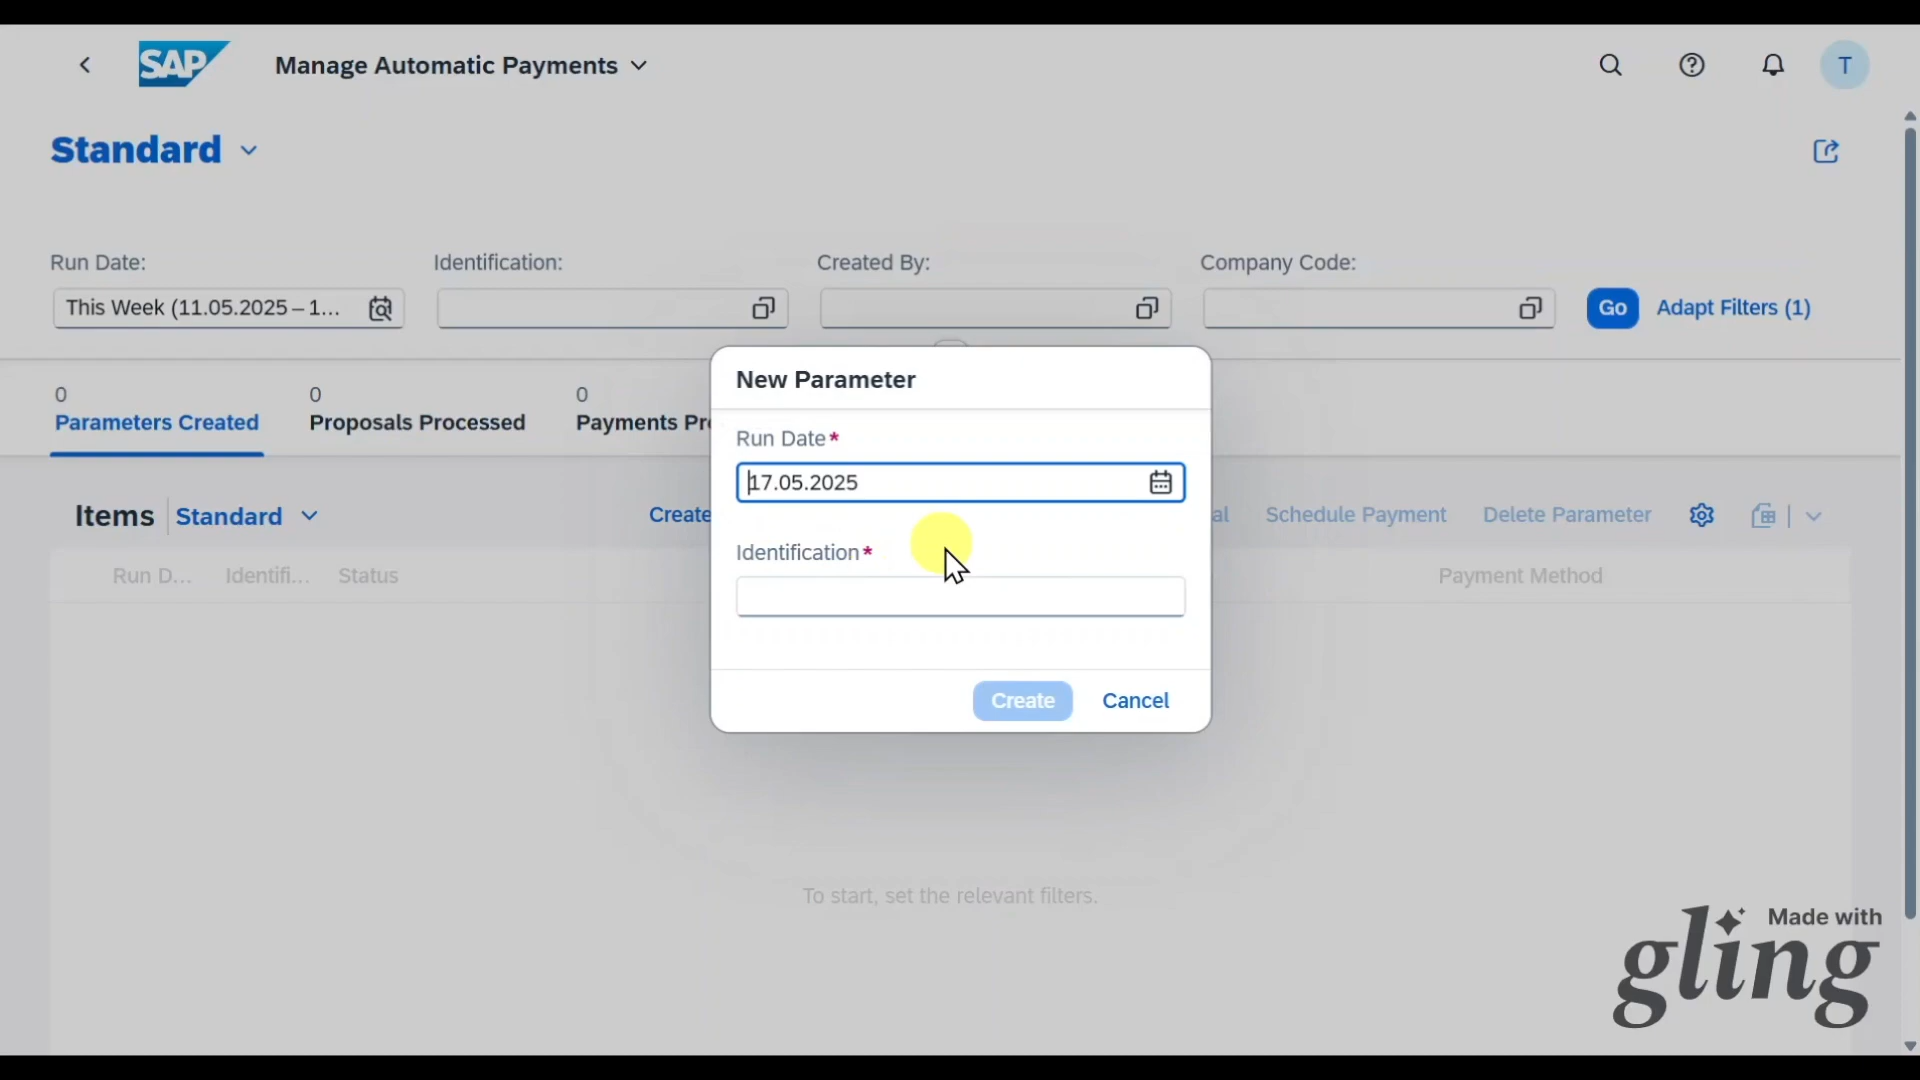 SAP Manage Automatic Payments T
Standard
Run Date: Identification: Created By: Company Code:
This Week (11.05.2025 – 1... Go Adapt Filters (1)
0 0 0
Parameters Created Proposals Processed Payments Pr
New Parameter
Run Date*
17.05.2025
Identification*
Create Cancel
Items Standard Create al Schedule Payment Delete Parameter
Run D... Identifi... Status Payment Method
To start, set the relevant filters.
Made with
gling